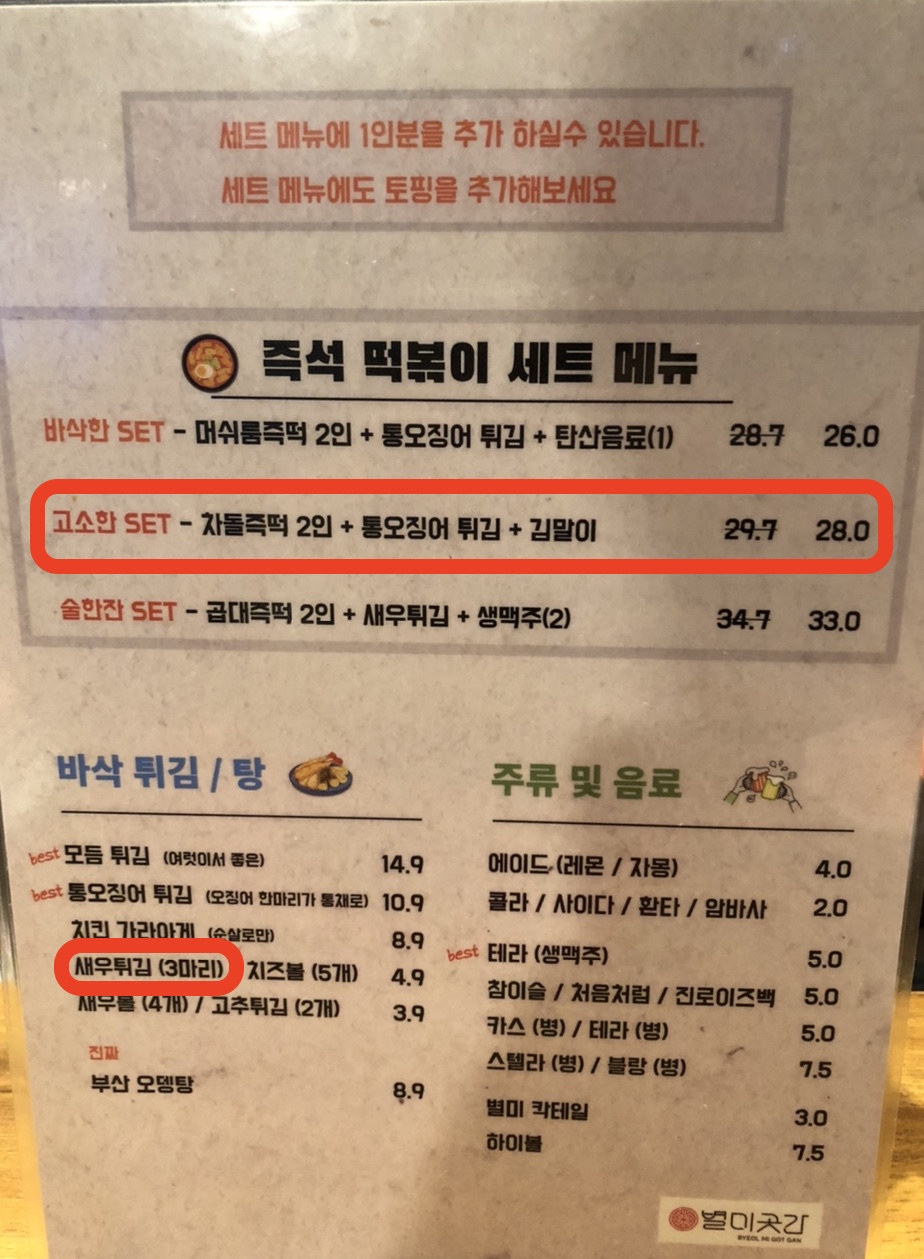 세트 메뉴에 1인분을 추가 하실수 있습니다.
세트 메뉴에도 토핑을 추가해보세요
즉석 떡볶이 세트 메뉴
바삭한 SET - 머쉬룸즉떡 2인 + 통오징어 튀김 + 탄산음료(1) 28.7 26.0
고소한 SET - 차돌즉떡 2인 + 통오징어 튀김 + 김말이 29.7 28.0
술한잔 SET - 곱대즉떡 2인 + 새우튀김 + 생맥주(2) 34.7 33.0
바삭 튀김 / 탕
best 모듬 튀김 (여럿이서 좋은) 14.9
best 통오징어 튀김 (오징어 한마리가 통채로) 10.9
치킨 가라아게 (순살로만) 8.9
새우튀김 (3마리) 치즈볼 (5개) 4.9
새우롤 (4개) / 고추튀김 (2개) 3.9
진짜
부산 오뎅탕 8.9
주류 및 음료
에이드 (레몬 / 자몽) 4.0
콜라 / 사이다 / 환타 / 암바사 2.0
best 테라 (생맥주) 5.0
참이슬 / 처음처럼 / 진로이즈백 5.0
카스 (병) / 테라 (병) 5.0
스텔라 (병) / 블랑 (병) 7.5
별미 칵테일 3.0
하이볼 7.5
별미곳간
BYEOL MI GOT GAN